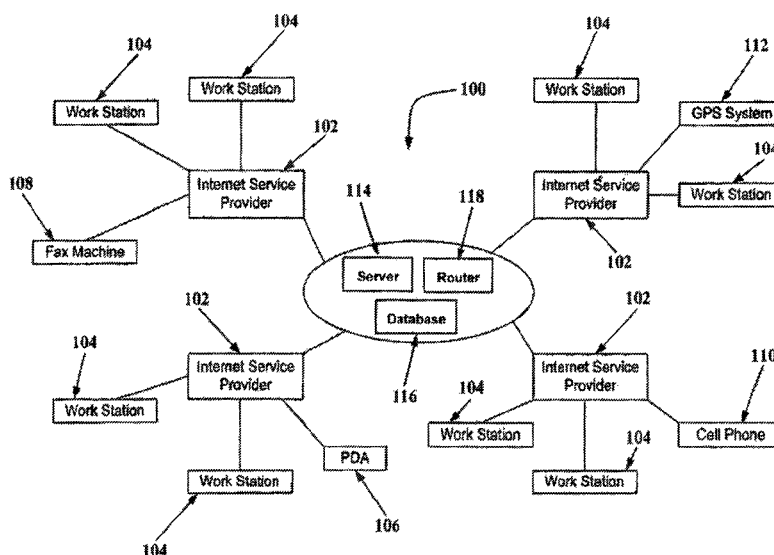 104
104
104
112
Work Station
Work Station
100
Work Station
GPS System
102
104
108
Internet Service
Provider
114
118
Internet Service
Provider
Work Station
Fax Machine
102
Server
Router
102
Database
102
104
110
Internet Service
Provider
116
104
Internet Service
Provider
Work Station
Work Station
104
Cell Phone
PDA
Work Station
Work Station
104
106